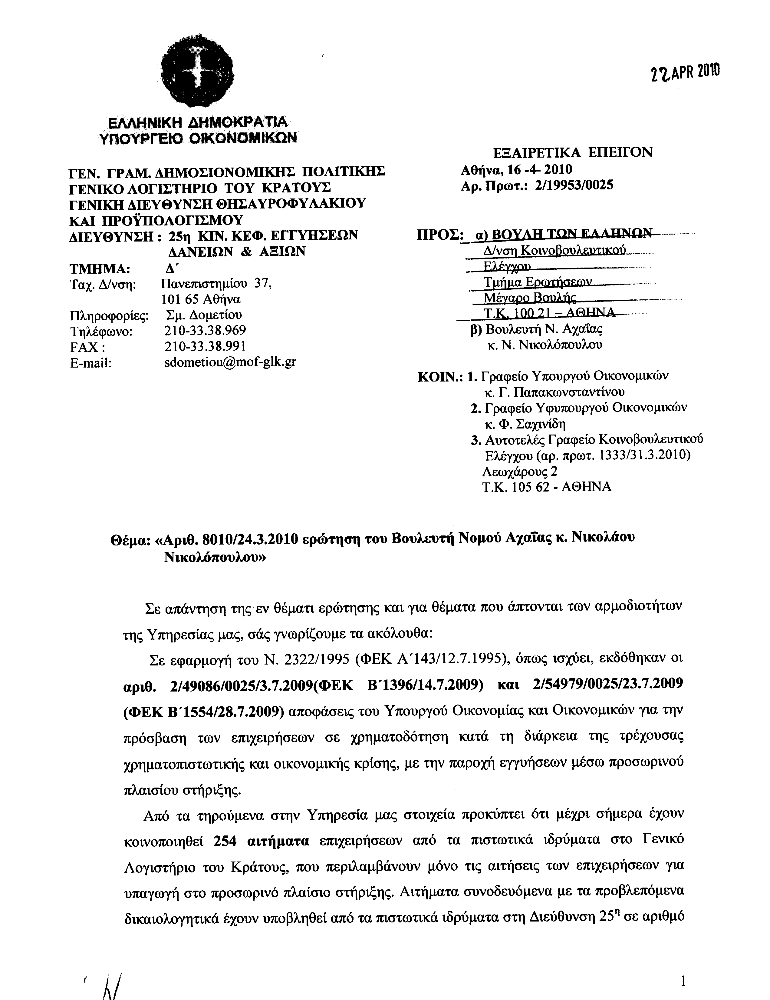 22 APR 2010
ΕΛΛΗΝΙΚΗ ΔΗΜΟΚΡΑΤΙΑ
ΥΠΟΥΡΓΕΙΟ ΟΙΚΟΝΟΜΙΚΩΝ
ΓΕΝ. ΓΡΑΜ. ΔΗΜΟΣΙΟΝΟΜΙΚΗΣ ΠΟΛΙΤΙΚΗΣ
ΓΕΝΙΚΟ ΛΟΓΙΣΤΗΡΙΟ ΤΟΥ ΚΡΑΤΟΥΣ
ΓΕΝΙΚΗ ΔΙΕΥΘΥΝΣΗ ΘΗΣΑΥΡΟΦΥΛΑΚΙΟΥ
ΚΑΙ ΠΡΟΫΠΟΛΟΓΙΣΜΟΥ
ΔΙΕΥΘΥΝΣΗ : 25η ΚΙΝ. ΚΕΦ. ΕΓΓΥΗΣΕΩΝ
ΔΑΝΕΙΩΝ & ΑΞΙΩΝ
ΤΜΗΜΑ: Δ΄
Ταχ. Δ/νση: Πανεπιστημίου 37,
101 65 Αθήνα
Πληροφορίες: Σμ. Δομετίου
Τηλέφωνο: 210-33.38.969
FAX : 210-33.38.991
E-mail: sdometiou@mof-glk.gr
ΕΞΑΙΡΕΤΙΚΑ ΕΠΕΙΓΟΝ
Αθήνα, 16 -4- 2010
Αρ. Πρωτ.: 2/19953/0025
ΠΡΟΣ: α) ΒΟΥΛΗ ΤΩΝ ΕΛΛΗΝΩΝ
Δ/νση Κοινοβουλευτικού
Ελέγχου
Τμήμα Ερωτήσεων
Μέγαρο Βουλής
Τ.Κ. 100 21 – ΑΘΗΝΑ
β) Βουλευτή Ν. Αχαΐας
κ. Ν. Νικολόπουλου
ΚΟΙΝ.: 1. Γραφείο Υπουργού Οικονομικών
κ. Γ. Παπακωνσταντίνου
2. Γραφείο Υφυπουργού Οικονομικών
κ. Φ. Σαχινίδη
3. Αυτοτελές Γραφείο Κοινοβουλευτικού
Ελέγχου (αρ. πρωτ. 1333/31.3.2010)
Λεωχάρους 2
Τ.Κ. 105 62 - ΑΘΗΝΑ
Θέμα: «Αριθ. 8010/24.3.2010 ερώτηση του Βουλευτή Νομού Αχαΐας κ. Νικολάου
Νικολόπουλου»
Σε απάντηση της εν θέματι ερώτησης και για θέματα που άπτονται των αρμοδιοτήτων
της Υπηρεσίας μας, σάς γνωρίζουμε τα ακόλουθα:
Σε εφαρμογή του Ν. 2322/1995 (ΦΕΚ Α΄143/12.7.1995), όπως ισχύει, εκδόθηκαν οι
αριθ. 2/49086/0025/3.7.2009(ΦΕΚ Β΄1396/14.7.2009) και 2/54979/0025/23.7.2009
(ΦΕΚ Β΄1554/28.7.2009) αποφάσεις του Υπουργού Οικονομίας και Οικονομικών για την
πρόσβαση των επιχειρήσεων σε χρηματοδότηση κατά τη διάρκεια της τρέχουσας
χρηματοπιστωτικής και οικονομικής κρίσης, με την παροχή εγγυήσεων μέσω προσωρινού
πλαισίου στήριξης.
Από τα τηρούμενα στην Υπηρεσία μας στοιχεία προκύπτει ότι μέχρι σήμερα έχουν
κοινοποιηθεί 254 αιτήματα επιχειρήσεων από τα πιστωτικά ιδρύματα στο Γενικό
Λογιστήριο του Κράτους, που περιλαμβάνουν μόνο τις αιτήσεις των επιχειρήσεων για
υπαγωγή στο προσωρινό πλαίσιο στήριξης. Αιτήματα συνοδευόμενα με τα προβλεπόμενα
δικαιολογητικά έχουν υποβληθεί από τα πιστωτικά ιδρύματα στη Διεύθυνση 25η σε αριθμό
1